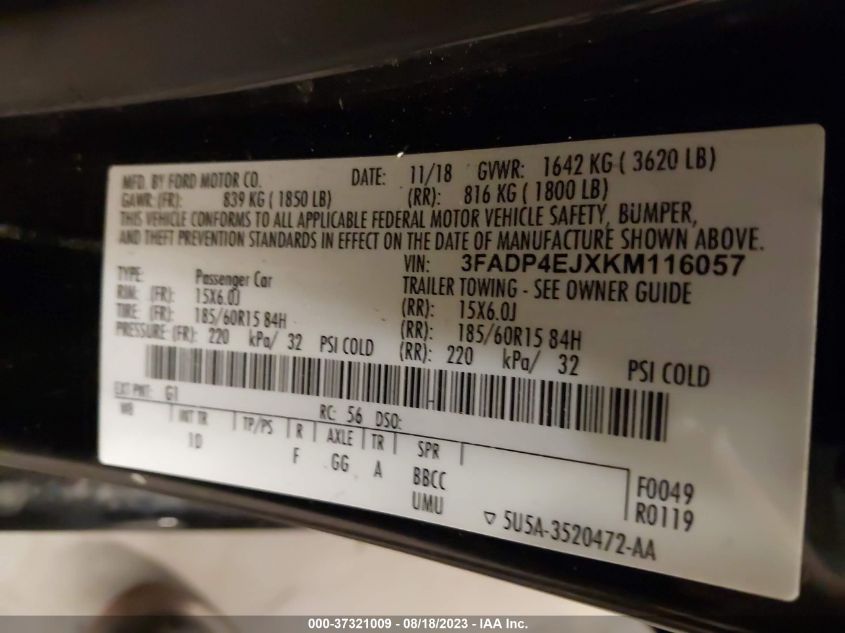 MFD. BY FORD MOTOR CO. DATE: 11/18 GVWR: 1642 KG ( 3620 LB)
GAWR: (FR): 839 KG ( 1850 LB) (RR): 816 KG ( 1800 LB)
THIS VEHICLE CONFORMS TO ALL APPLICABLE FEDERAL MOTOR VEHICLE SAFETY, BUMPER,
AND THEFT PREVENTION STANDARDS IN EFFECT ON THE DATE OF MANUFACTURE SHOWN ABOVE.
VIN: 3FADP4EJXKM116057
TYPE: Passenger Car TRAILER TOWING - SEE OWNER GUIDE
RIM: (FR): 15X6.0J (RR): 15X6.0J
TIRE: (FR): 185/60R15 84H (RR): 185/60R15 84H
PRESSURE (FR): 220 kPa/ 32 PSI COLD (RR): 220 kPa/ 32 PSI COLD
EXT PNT: G1 RC: 56 DSO:
WB INT TR TP/PS R AXLE TR SPR
10 F GG A BBCC F0049
UMU R0119
▽ 5U5A-3520472-AA
000-37321009 - 08/18/2023 - IAA Inc.